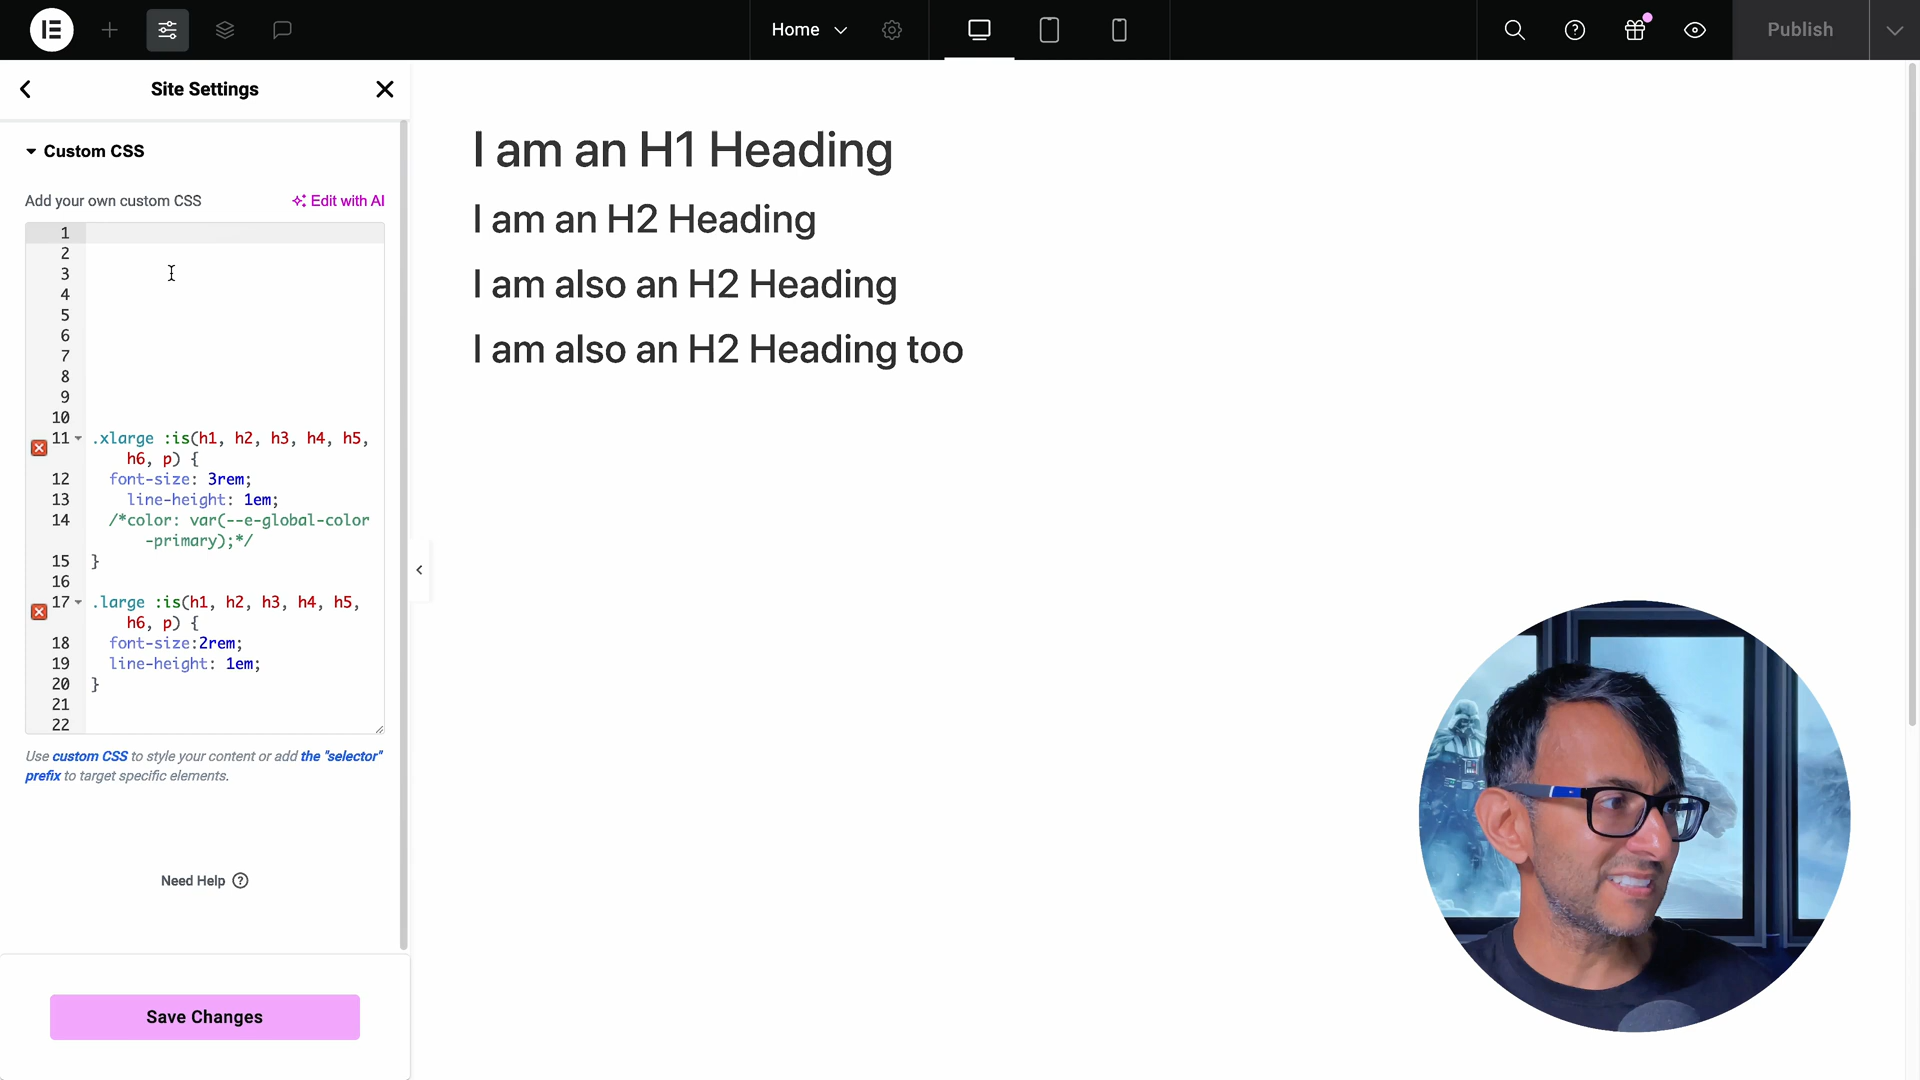 Home
Publish
Site Settings
Custom CSS
Add your own custom CSS
Edit with AI
1
2
3
4
5
6
7
8
9
10
11 .xlarge :is(h1, h2, h3, h4, h5,
h6, p) {
12 font-size: 3rem;
13 line-height: 1em;
14 /*color: var(--e-global-color
-primary);*/
15 }
16
17 .large :is(h1, h2, h3, h4, h5,
h6, p) {
18 font-size:2rem;
19 line-height: 1em;
20 }
21
22
Use custom CSS to style your content or add the "selector"
prefix to target specific elements.
Need Help
Save Changes
I am an H1 Heading
I am an H2 Heading
I am also an H2 Heading
I am also an H2 Heading too